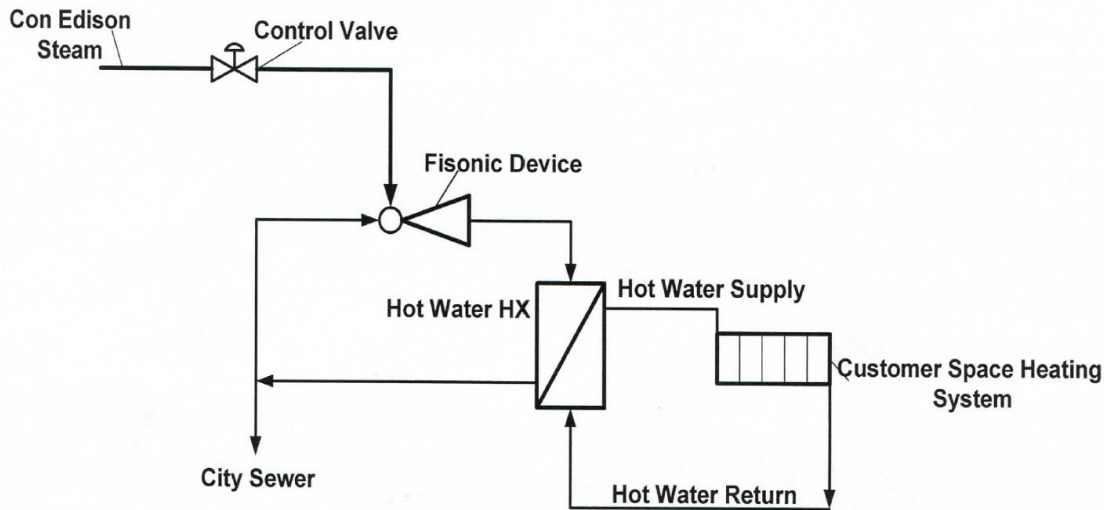 Con Edison
Steam
Control Valve
Fisonic Device
Hot Water HX
Hot Water Supply
Customer Space Heating
System
City Sewer
Hot Water Return